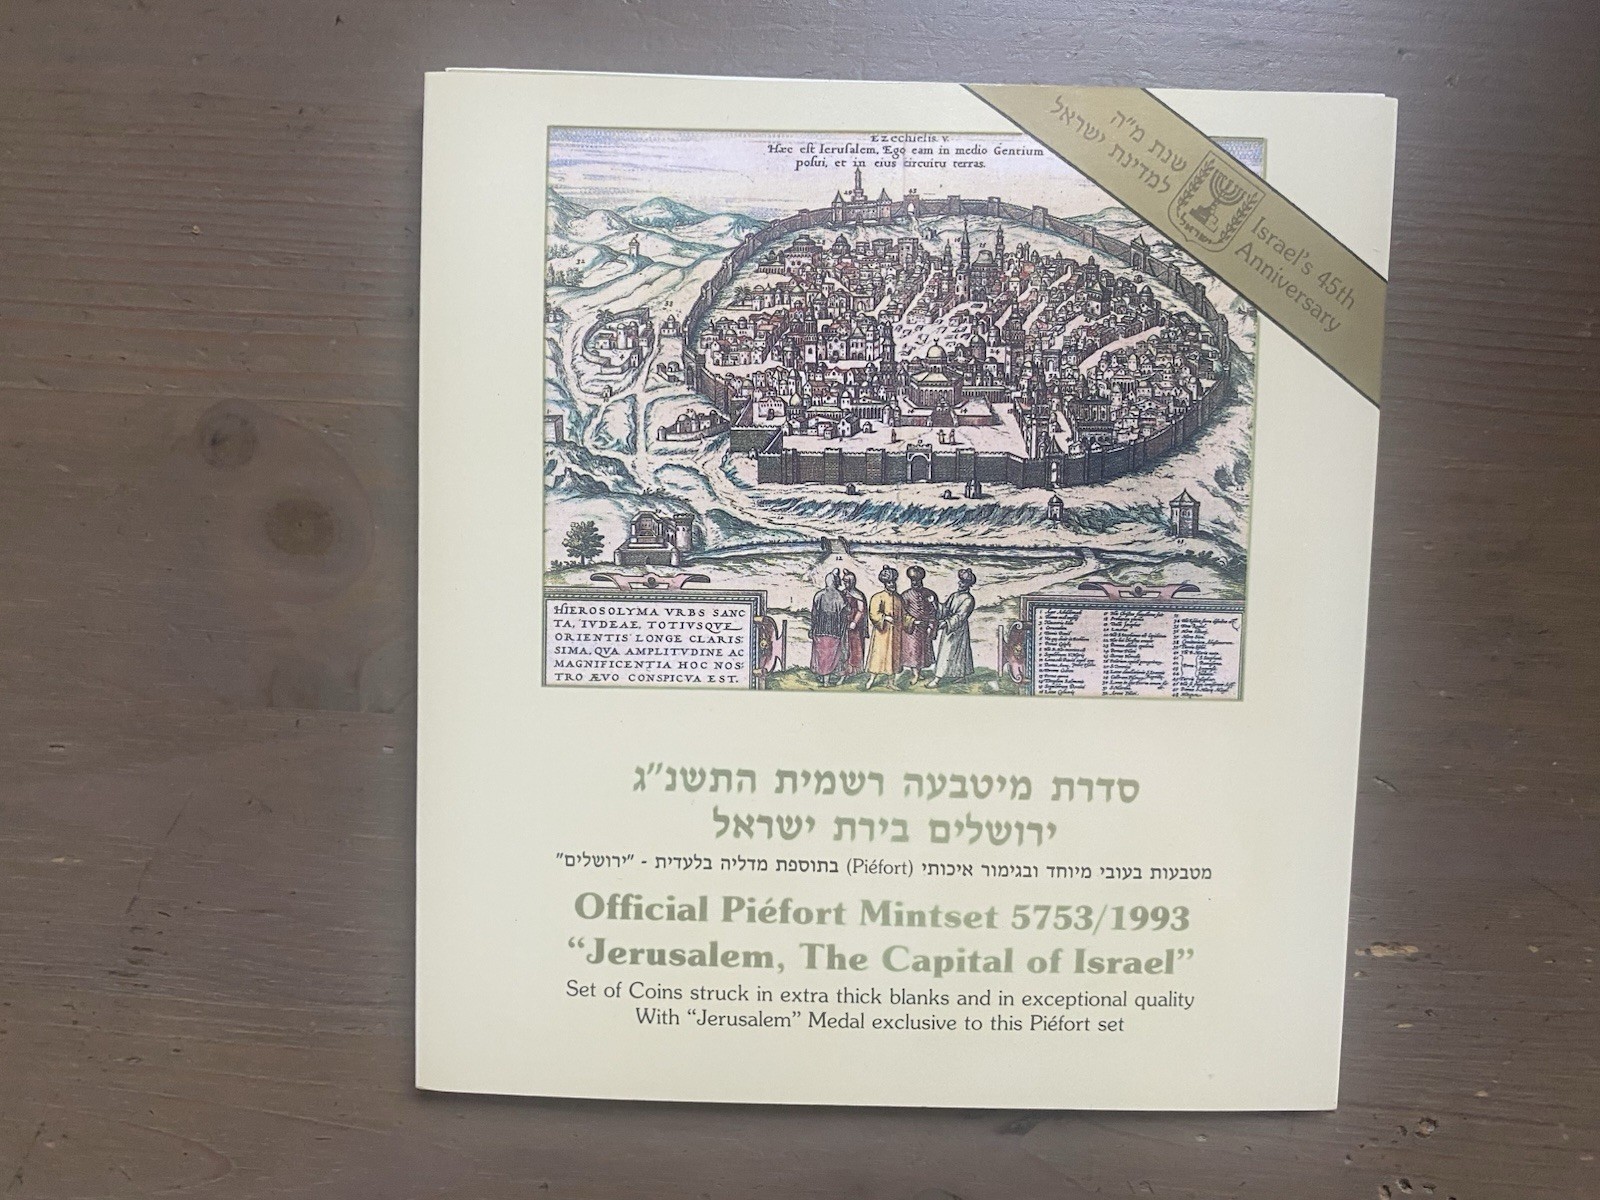 Ezechielis. v.
Hæc est Ierusalem, Ego eam in medio Gentium
posui, et in eius circuitu terras.
שנת מ"ה
למדינת ישראל
ישראל
Israel's 45th
Anniversary
HIEROSOLYMA VRBS SANC
TA, IVDEAE, TOTIVSQVE
ORIENTIS LONGE CLARIS:
SIMA, QVA AMPLITVDINE AC
MAGNIFICENTIA HOC NOS:
TRO ÆVO CONSPICVA EST.
סדרת מיטבעה רשמית התשנ"ג
ירושלים בירת ישראל
מטבעות בעובי מיוחד ובגימור איכותי (Piéfort) בתוספת מדליה בלעדית - "ירושלים"
Official Piéfort Mintset 5753/1993
"Jerusalem, The Capital of Israel"
Set of Coins struck in extra thick blanks and in exceptional quality
With "Jerusalem" Medal exclusive to this Piéfort set